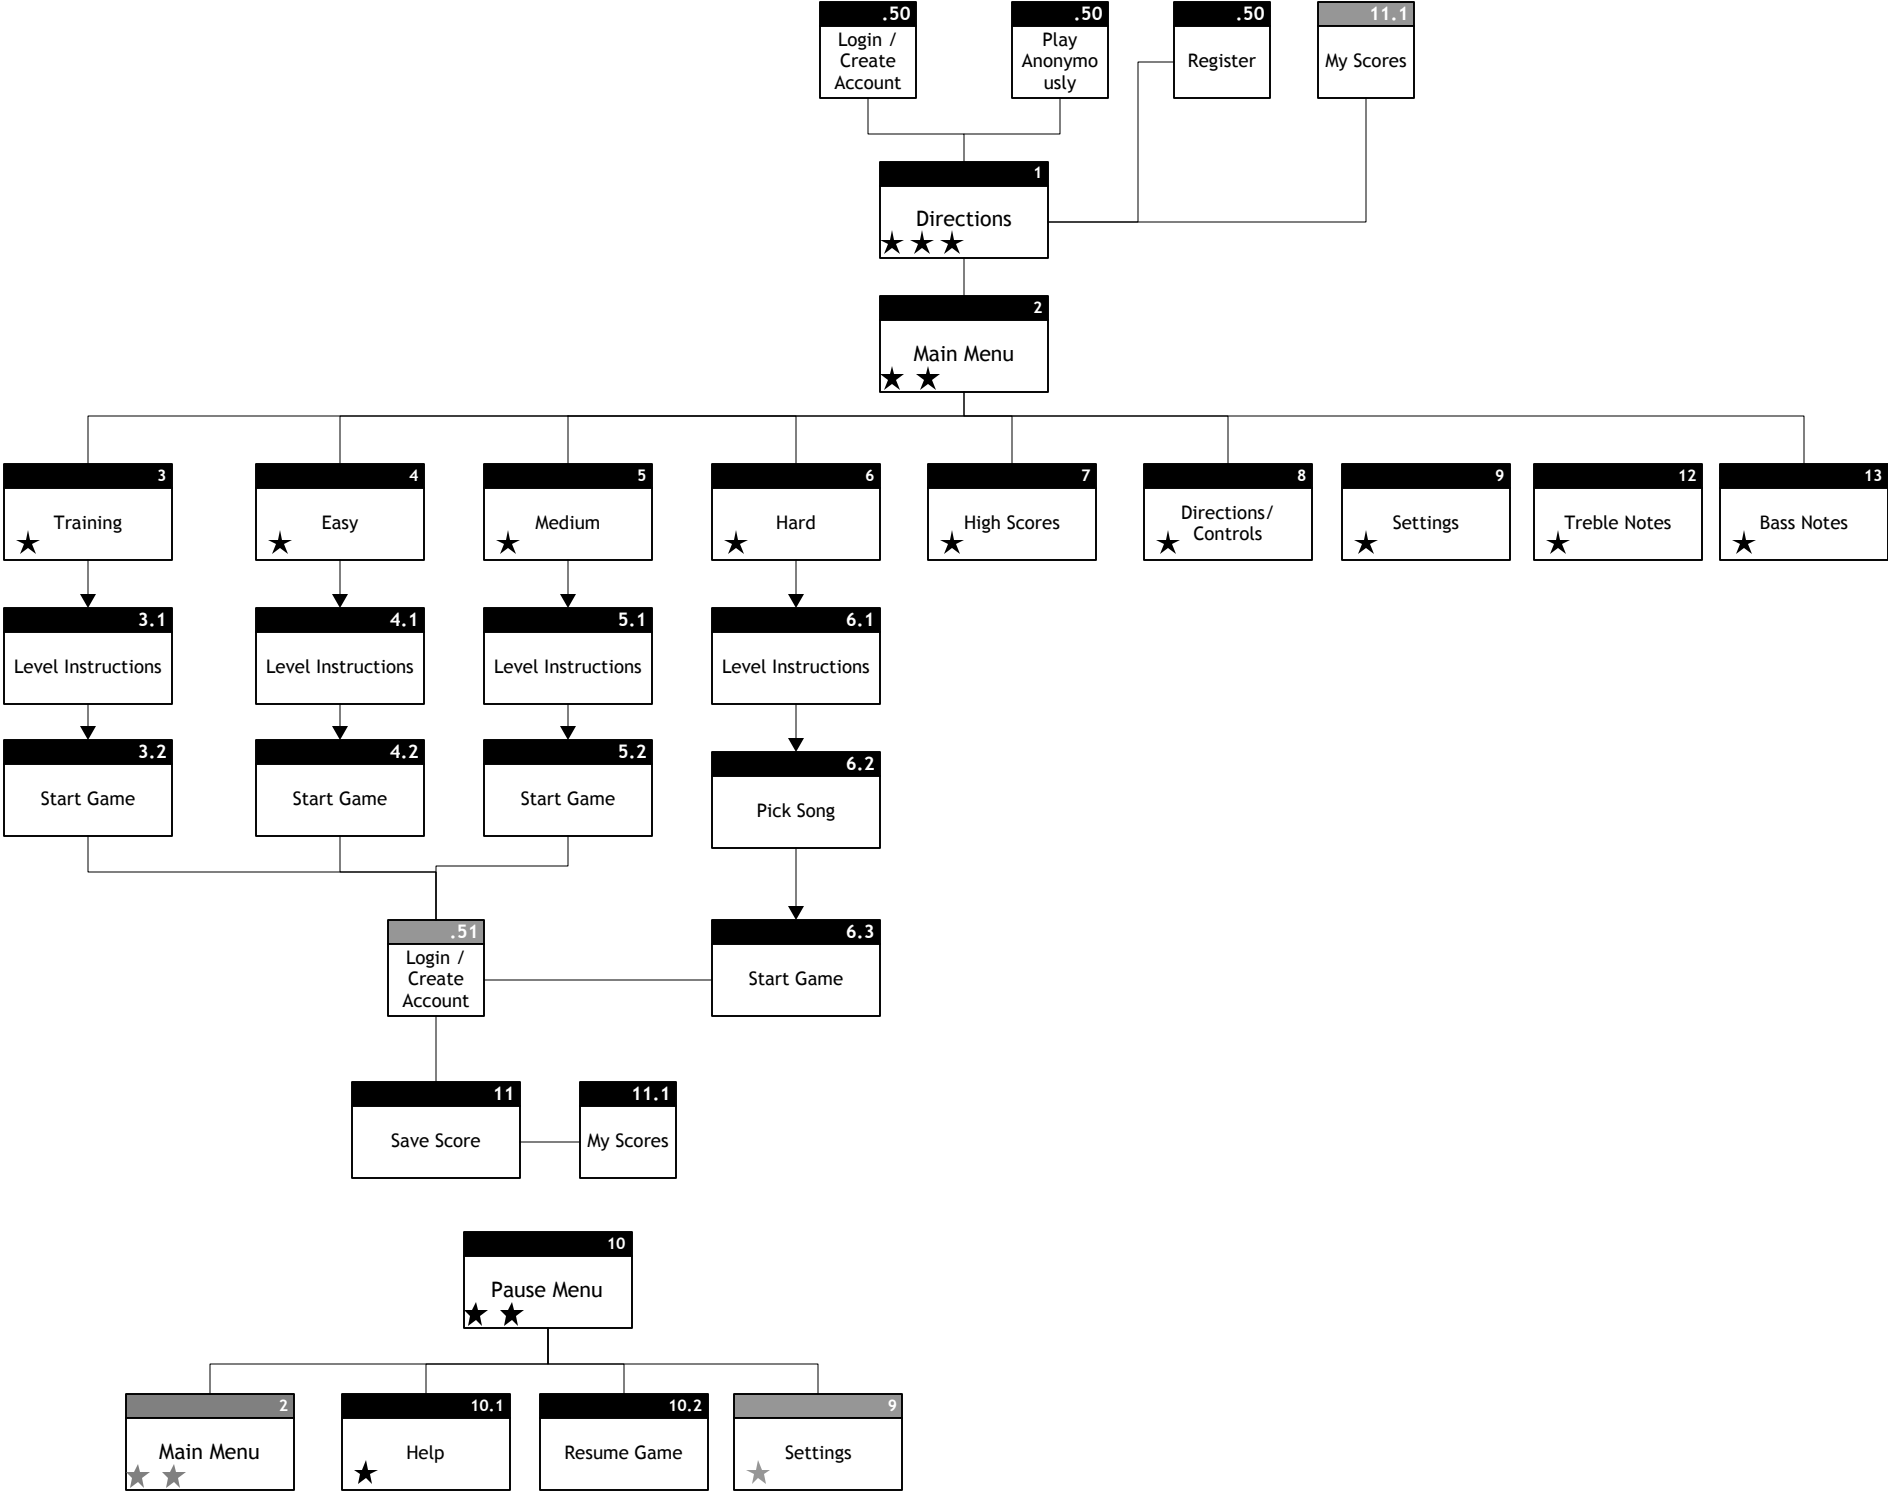 .50
Login /
Create
Account
.50
Play
Anonymo
usly
.50
Register
11.1
My Scores
1
Directions
2
Main Menu
3
Training
4
Easy
5
Medium
6
Hard
7
High Scores
8
Directions/
Controls
9
Settings
12
Treble Notes
13
Bass Notes
3.1
Level Instructions
4.1
Level Instructions
5.1
Level Instructions
6.1
Level Instructions
3.2
Start Game
4.2
Start Game
5.2
Start Game
6.2
Pick Song
.51
Login /
Create
Account
6.3
Start Game
11
Save Score
11.1
My Scores
10
Pause Menu
2
Main Menu
10.1
Help
10.2
Resume Game
9
Settings